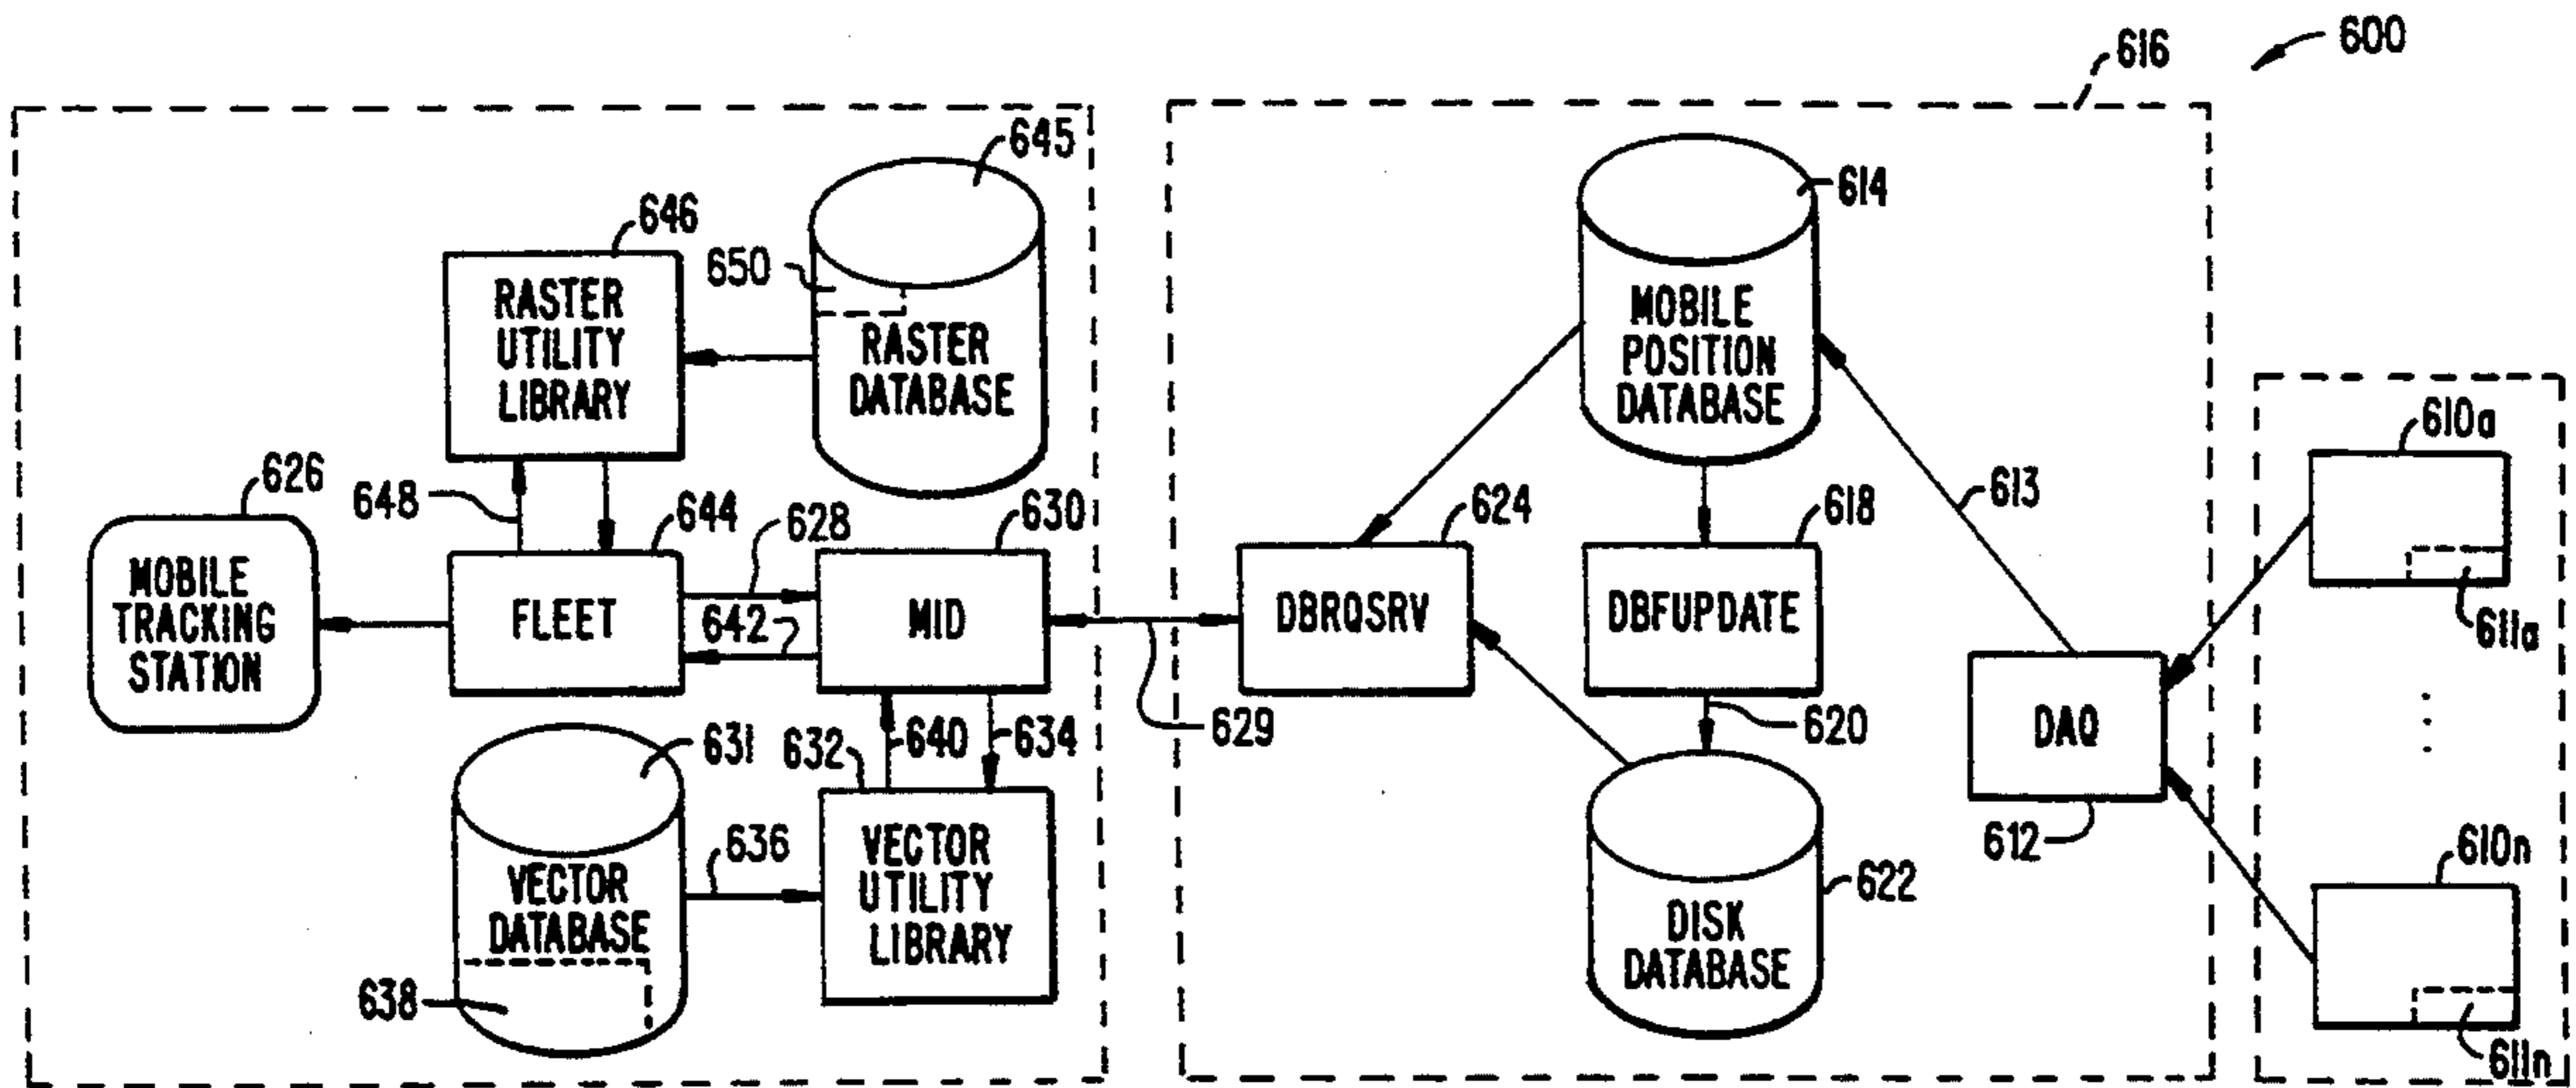 600
616
645
614
646
650
RASTER
UTILITY
LIBRARY
RASTER
DATABASE
MOBILE
POSITION
DATABASE
610a
611a
626
648
644
628
630
624
618
613
MOBILE
TRACKING
STATION
FLEET
642
MID
DBRQSRV
DBFUPDATE
629
620
DAQ
612
631
632
640
634
636
VECTOR
DATABASE
638
VECTOR
UTILITY
LIBRARY
622
DISK
DATABASE
610n
611n